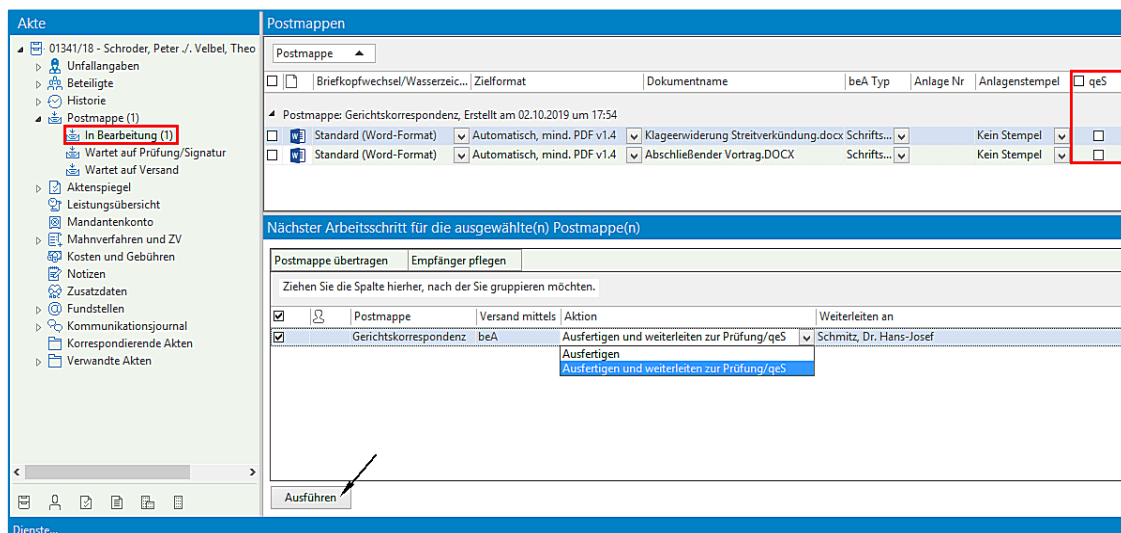 Akte
01341/18 - Schroder, Peter ./. Velbel, Theo
Unfallangaben
Beteiligte
Historie
Postmappe (1)
In Bearbeitung (1)
Wartet auf Prüfung/Signatur
Wartet auf Versand
Aktenspiegel
Leistungsübersicht
Mandantenkonto
Mahnverfahren und ZV
Kosten und Gebühren
Notizen
Zusatzdaten
Fundstellen
Kommunikationsjournal
Korrespondierende Akten
Verwandte Akten
Postmappen
Postmappe
Briefkopfwechsel/Wasserzeic... Zielformat Dokumentname beA Typ Anlage Nr Anlagenstempel qeS
Postmappe: Gerichtskorrespondenz, Erstellt am 02.10.2019 um 17:54
Standard (Word-Format) Automatisch, mind. PDF v1.4 Klageerwiderung Streitverkündung.docx Schrifts... Kein Stempel
Standard (Word-Format) Automatisch, mind. PDF v1.4 Abschließender Vortrag.DOCX Schrifts... Kein Stempel
Nächster Arbeitsschritt für die ausgewählte(n) Postmappe(n)
Postmappe übertragen Empfänger pflegen
Ziehen Sie die Spalte hierher, nach der Sie gruppieren möchten.
Postmappe Versand mittels Aktion Weiterleiten an
Gerichtskorrespondenz beA Ausfertigen und weiterleiten zur Prüfung/qeS Schmitz, Dr. Hans-Josef
Ausfertigen
Ausfertigen und weiterleiten zur Prüfung/qeS
Ausführen
Dienste...